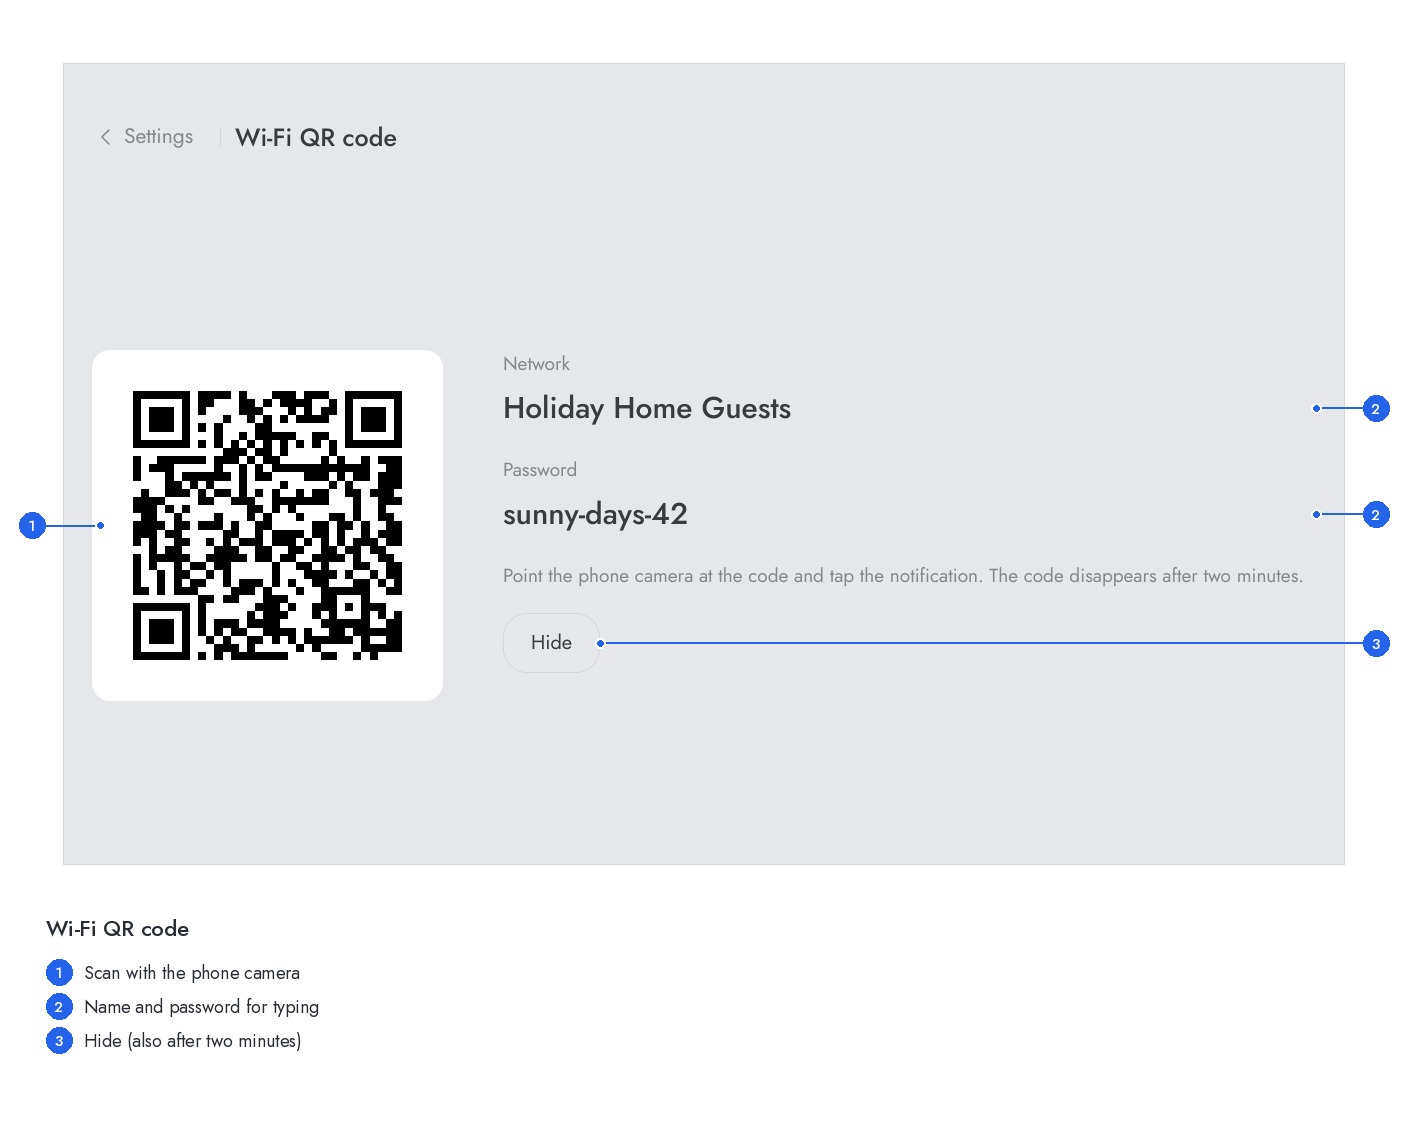 Settings
Wi-Fi QR code
Network
Holiday Home Guests
2
Password
sunny-days-42
1
2
Point the phone camera at the code and tap the notification. The code disappears after two minutes.
Hide
3
Wi-Fi QR code
1 Scan with the phone camera
2 Name and password for typing
3 Hide (also after two minutes)